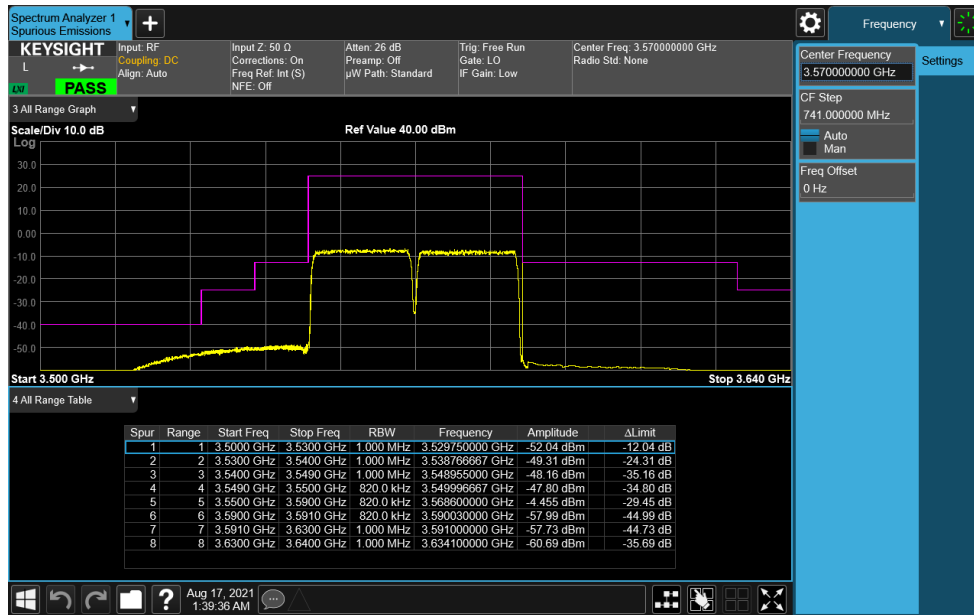 Spectrum Analyzer 1
Spurious Emissions
Frequency
KEYSIGHT
L
LXI
PASS
Input: RF
Coupling: DC
Align: Auto
Input Z: 50 Ω
Corrections: On
Freq Ref: Int (S)
NFE: Off
Atten: 26 dB
Preamp: Off
µW Path: Standard
Trig: Free Run
Gate: LO
IF Gain: Low
Center Freq: 3.570000000 GHz
Radio Std: None
Center Frequency
3.570000000 GHz
Settings
CF Step
741.000000 MHz
Auto
Man
Freq Offset
0 Hz
3 All Range Graph
Scale/Div 10.0 dB
Ref Value 40.00 dBm
Log
30.0
20.0
10.0
0.00
-10.0
-20.0
-30.0
-40.0
-50.0
Start 3.500 GHz
Stop 3.640 GHz
4 All Range Table
Spur Range Start Freq Stop Freq RBW Frequency Amplitude ΔLimit
1 1 3.5000 GHz 3.5300 GHz 1.000 MHz 3.529750000 GHz -52.04 dBm -12.04 dB
2 2 3.5300 GHz 3.5400 GHz 1.000 MHz 3.538766667 GHz -49.31 dBm -24.31 dB
3 3 3.5400 GHz 3.5490 GHz 1.000 MHz 3.548955000 GHz -48.16 dBm -35.16 dB
4 4 3.5490 GHz 3.5500 GHz 820.0 kHz 3.549996667 GHz -47.80 dBm -34.80 dB
5 5 3.5500 GHz 3.5900 GHz 820.0 kHz 3.568600000 GHz -4.455 dBm -29.45 dB
6 6 3.5900 GHz 3.5910 GHz 820.0 kHz 3.590030000 GHz -57.99 dBm -44.99 dB
7 7 3.5910 GHz 3.6300 GHz 1.000 MHz 3.591000000 GHz -57.73 dBm -44.73 dB
8 8 3.6300 GHz 3.6400 GHz 1.000 MHz 3.634100000 GHz -60.69 dBm -35.69 dB
?
Aug 17, 2021
1:39:36 AM